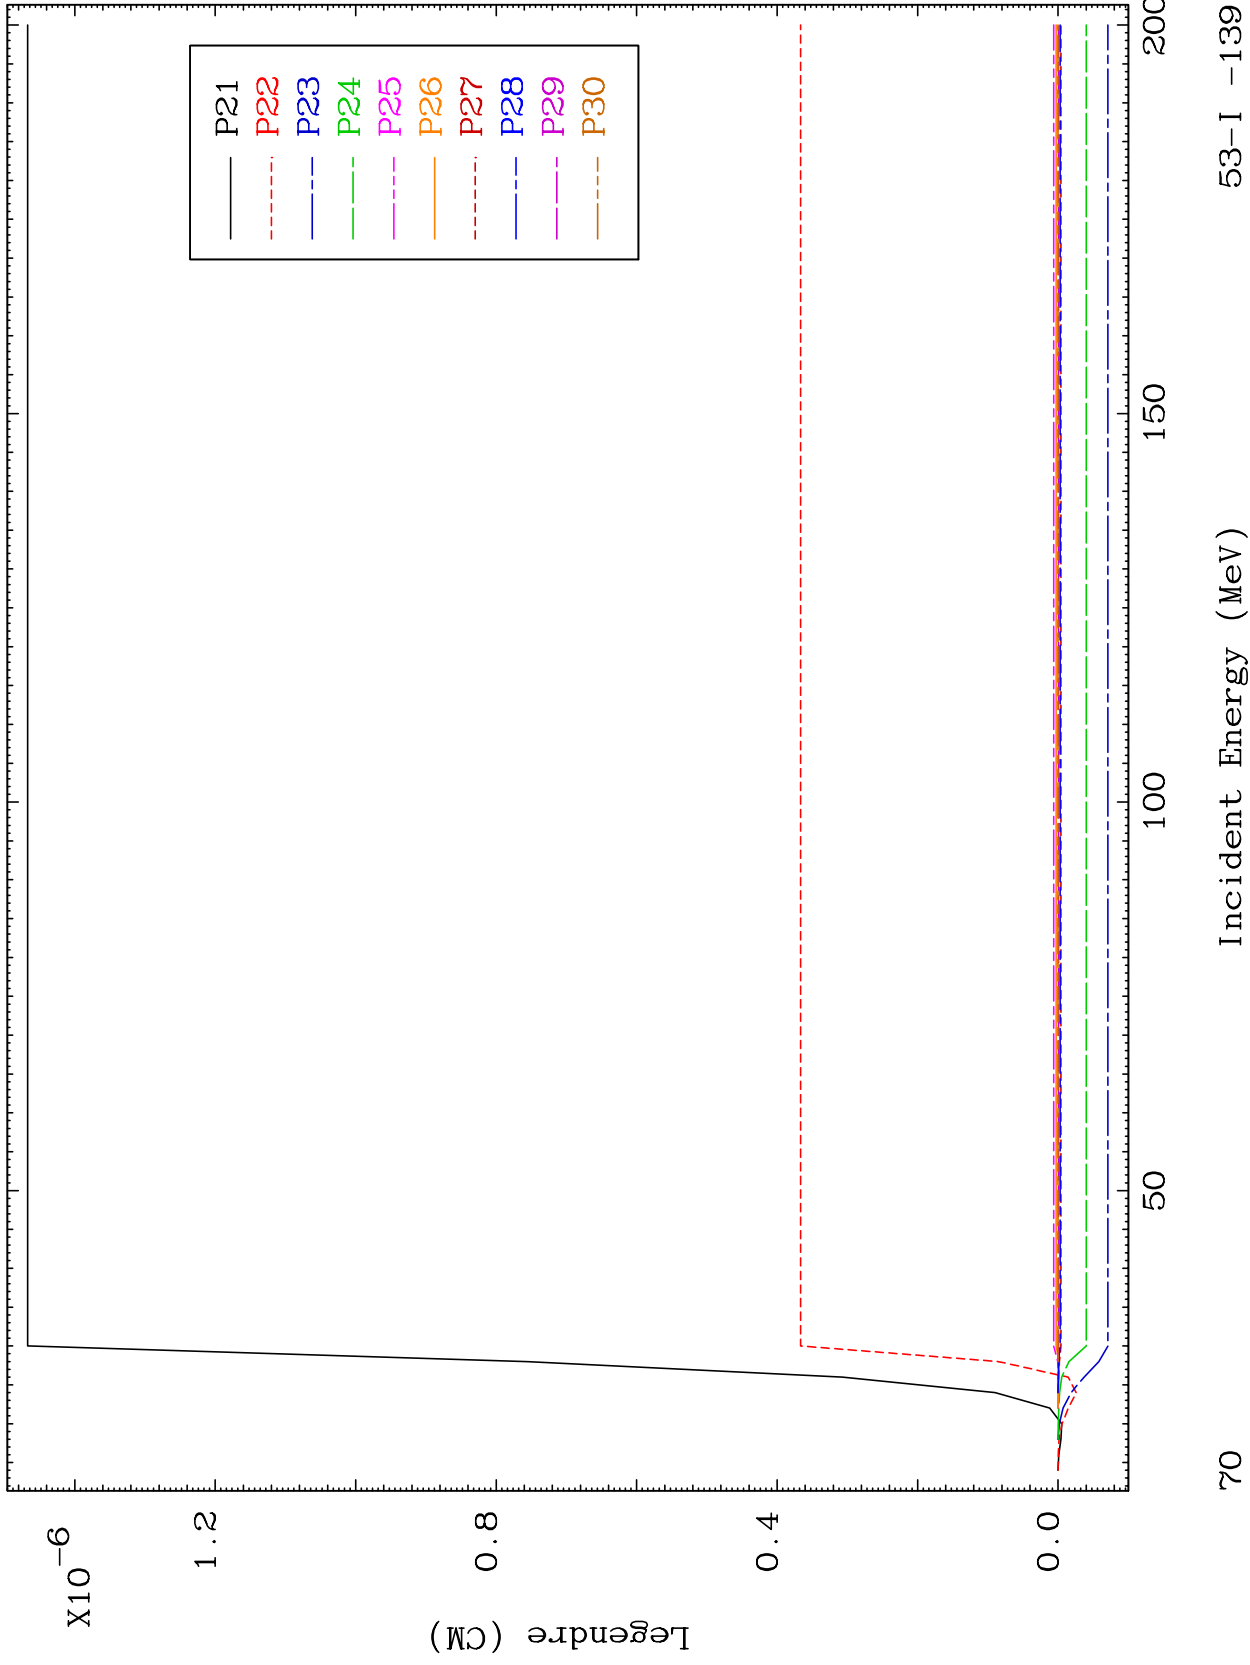 X10-6
1.2
0.8
0.4
0.0
Legendre (CM)
P21
P22
P23
P24
P25
P26
P27
P28
P29
P30
50
100
150
200
Incident Energy (MeV)
70
53-I -139